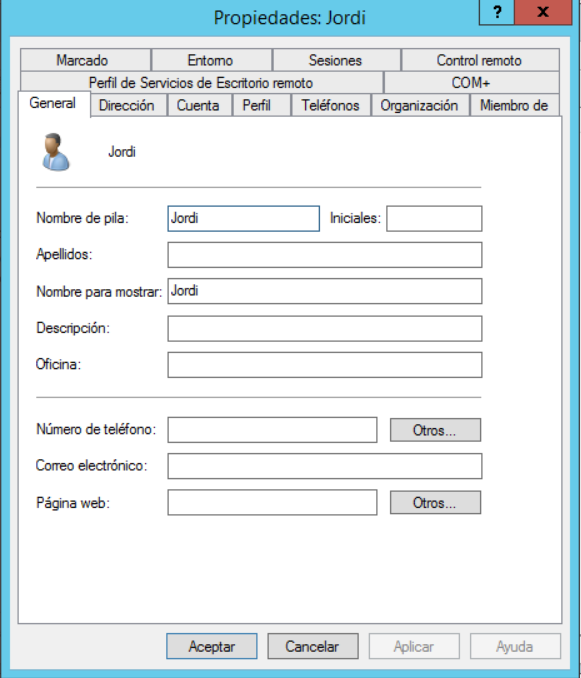 Propiedades: Jordi
? x
Marcado Entorno Sesiones Control remoto
Perfil de Servicios de Escritorio remoto COM+
General Dirección Cuenta Perfil Teléfonos Organización Miembro de
Jordi
Nombre de pila: Jordi Iniciales:
Apellidos:
Nombre para mostrar: Jordi
Descripción:
Oficina:
Número de teléfono: Otros...
Correo electrónico:
Página web: Otros...
Aceptar Cancelar Aplicar Ayuda